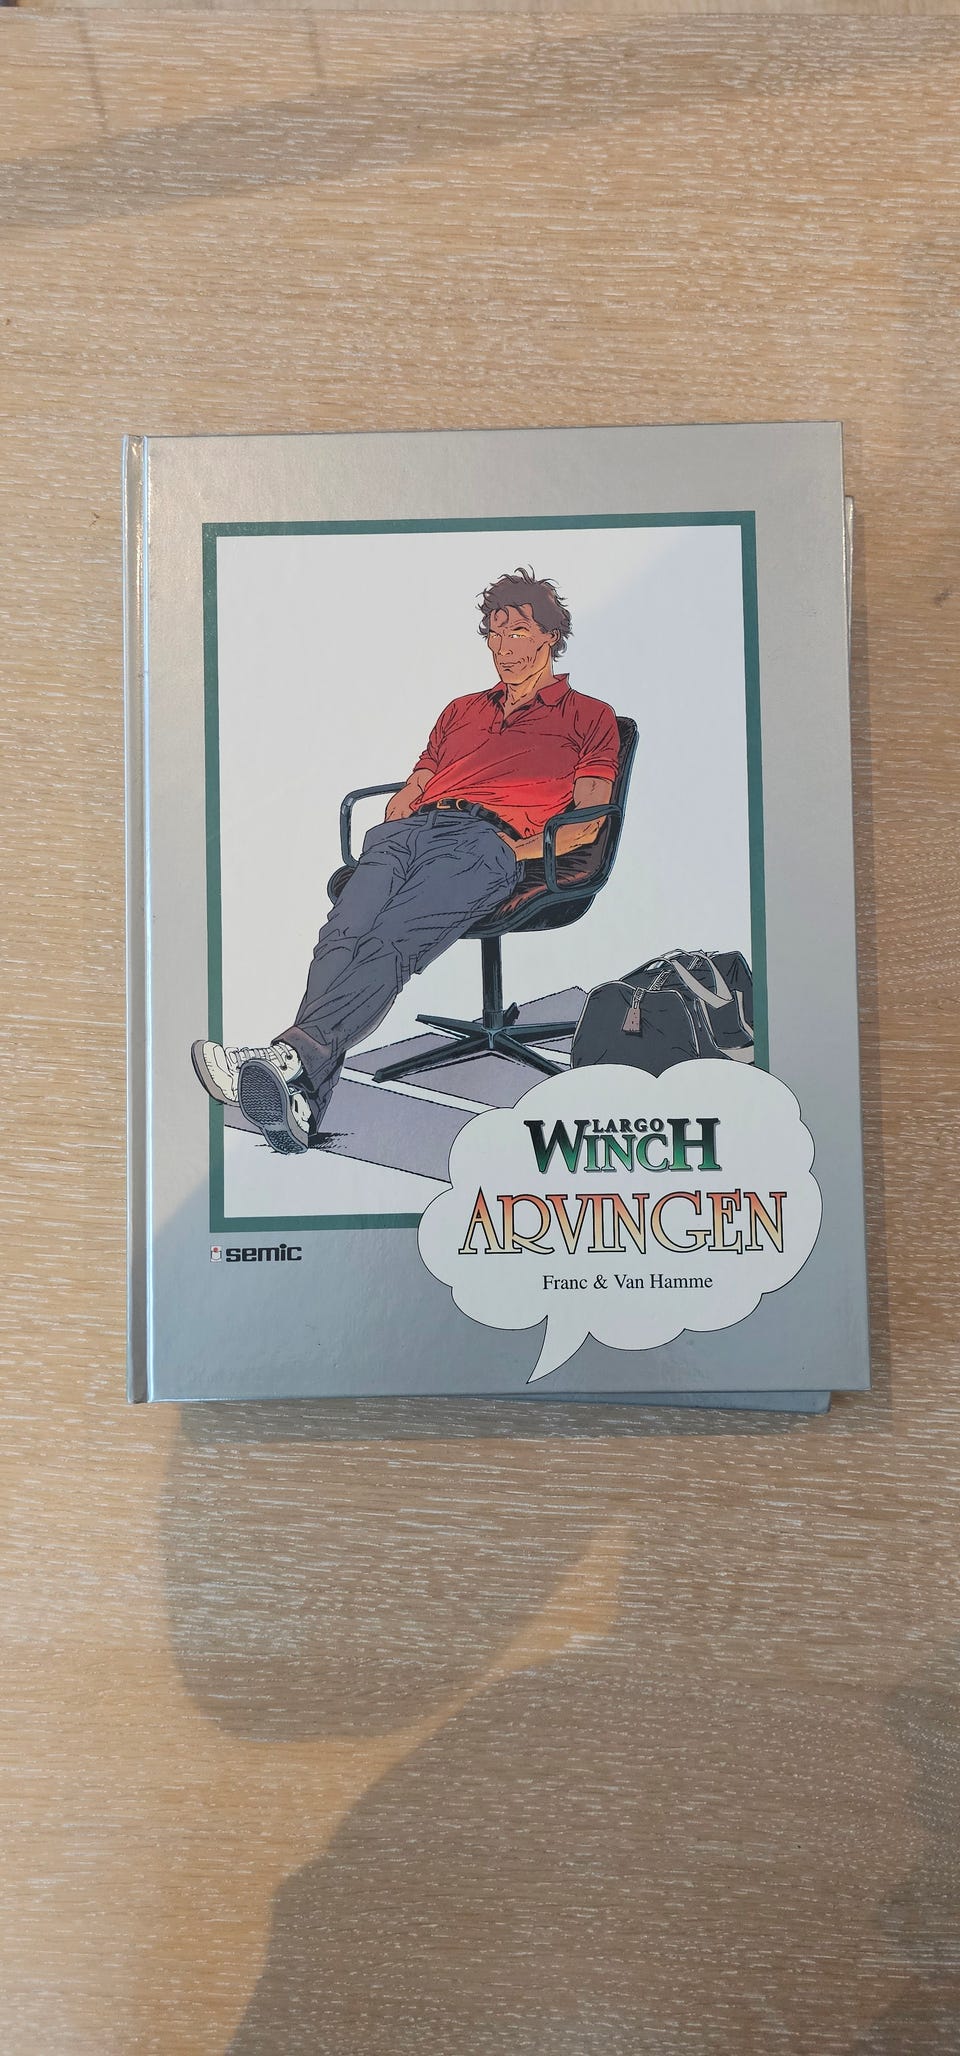 LARGO
WINCH
ARVINGEN
Franc & Van Hamme
semic